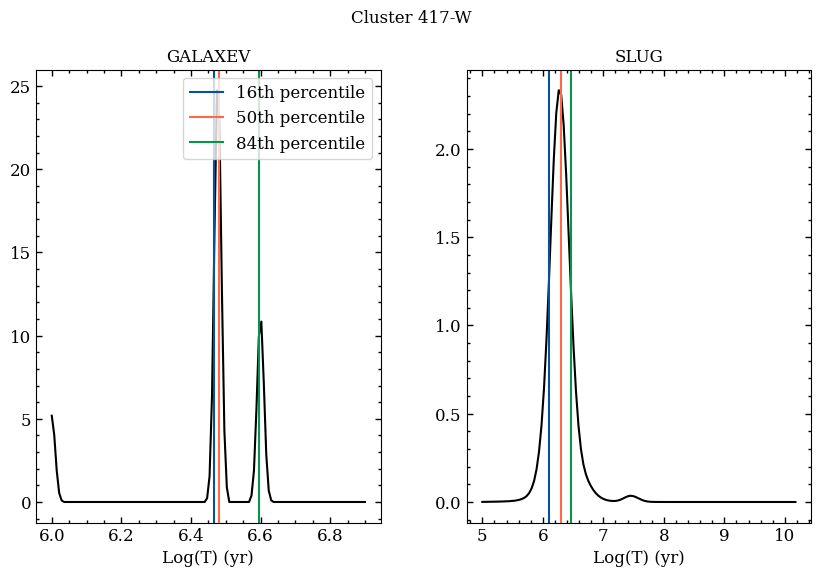 Cluster 417-W
GALAXEV
25
20
15
10
5
0
16th percentile
50th percentile
84th percentile
6.0 6.2 6.4 6.6 6.8
Log(T) (yr)
SLUG
2.0
1.5
1.0
0.5
0.0
5 6 7 8 9 10
Log(T) (yr)